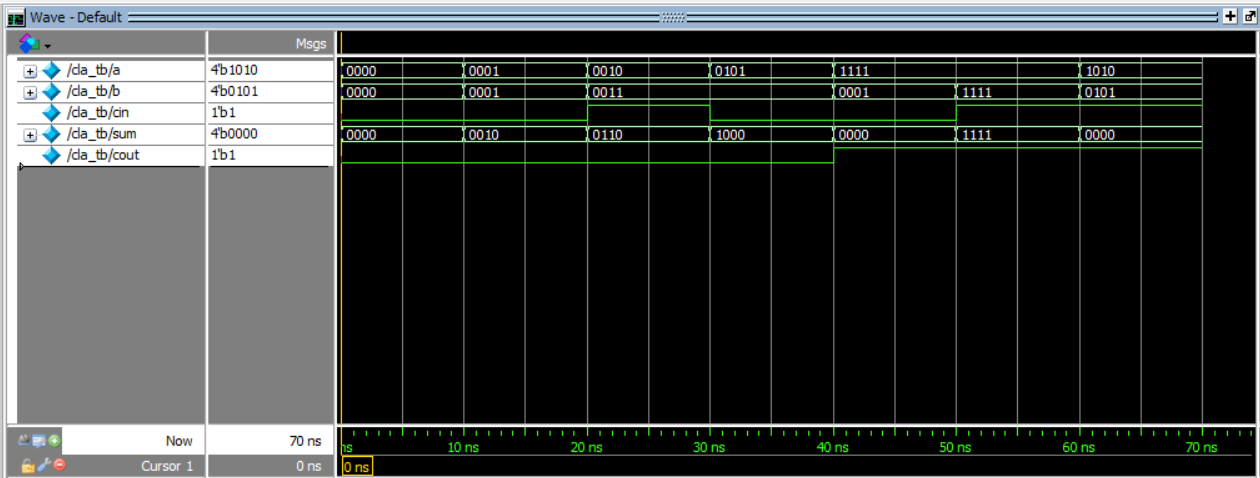 Wave - Default
Msgs
/cla_tb/a 4'b1010 0000 0001 0010 0101 1111 1010
/cla_tb/b 4'b0101 0000 0001 0011 0001 1111 0101
/cla_tb/cin 1'b1
/cla_tb/sum 4'b0000 0000 0010 0110 1000 0000 1111 0000
/cla_tb/cout 1'b1
Now 70 ns ns 10 ns 20 ns 30 ns 40 ns 50 ns 60 ns 70 ns
Cursor 1 0 ns 0 ns